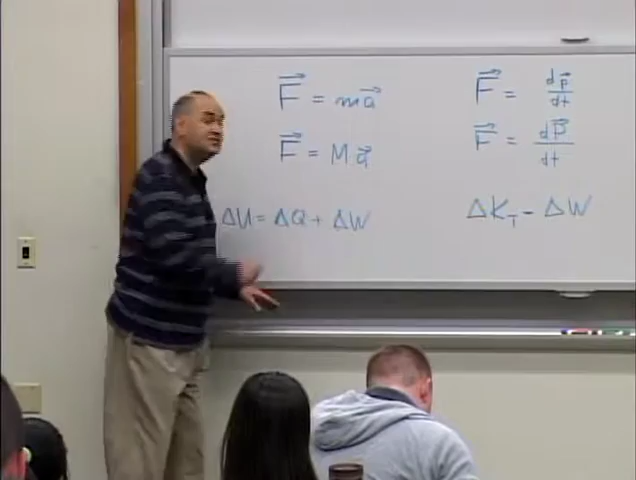 F⃗ = ma⃗
F⃗ = dp⃗/dt
F⃗ = Ma⃗
F⃗ = dP⃗/dt
ΔU = ΔQ + ΔW
ΔK_T = ΔW